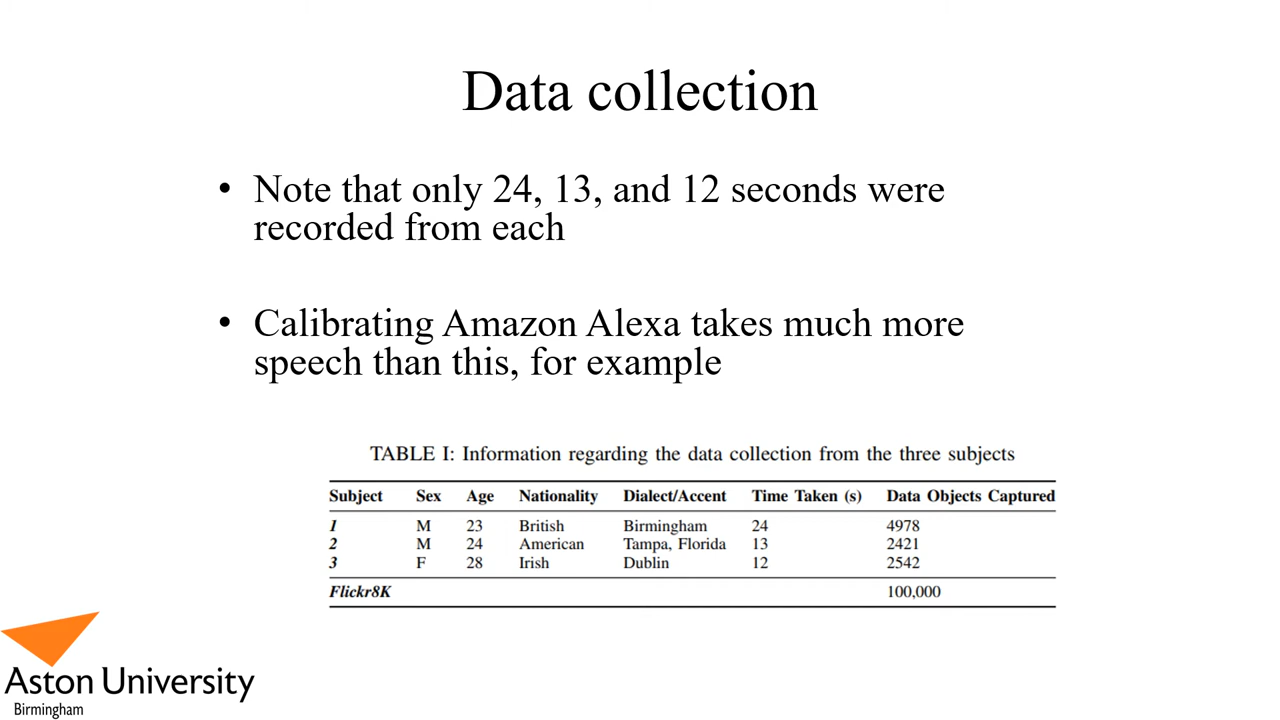 Data collection
• Note that only 24, 13, and 12 seconds were
recorded from each
• Calibrating Amazon Alexa takes much more
speech than this, for example
TABLE I: Information regarding the data collection from the three subjects
Subject Sex Age Nationality Dialect/Accent Time Taken (s) Data Objects Captured
1 M 23 British Birmingham 24 4978
2 M 24 American Tampa, Florida 13 2421
3 F 28 Irish Dublin 12 2542
Flickr8K 100,000
Aston University
Birmingham